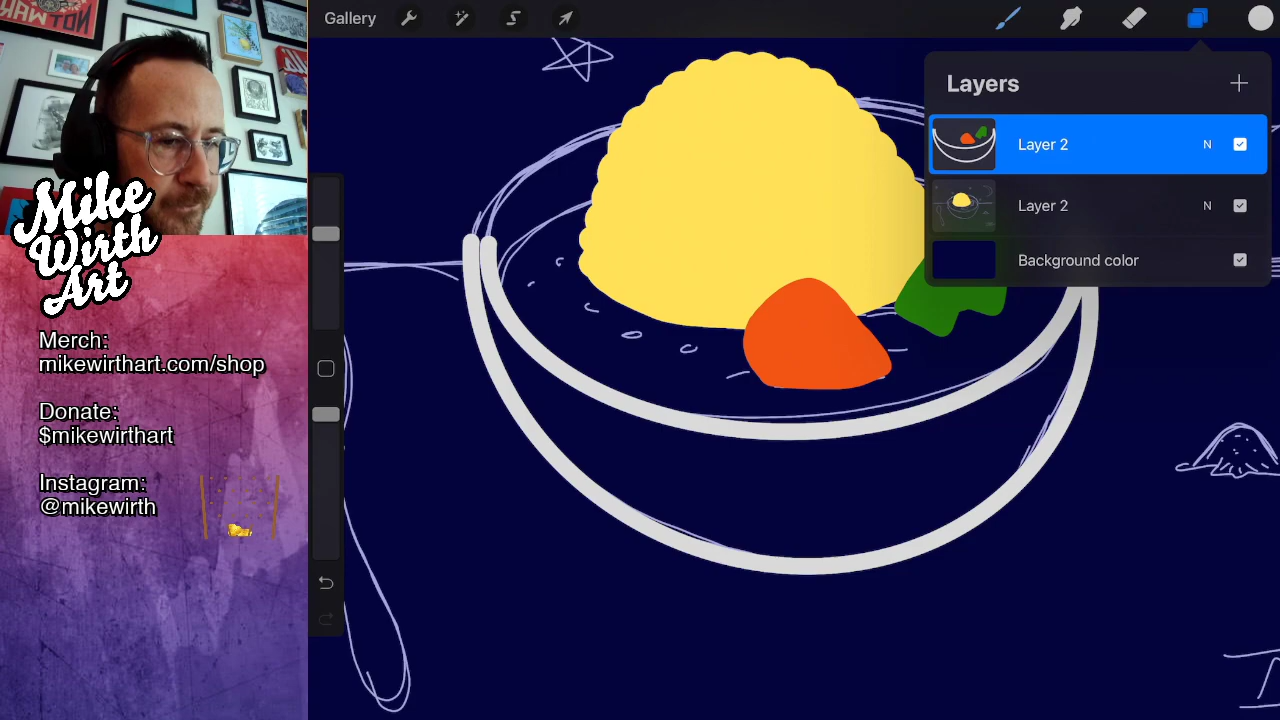 Gallery
Layers
Layer 2 N
Layer 2 N
Background color
Mike
Wirth
Art
Merch:
mikewirthart.com/shop
Donate:
$mikewirthart
Instagram:
@mikewirth